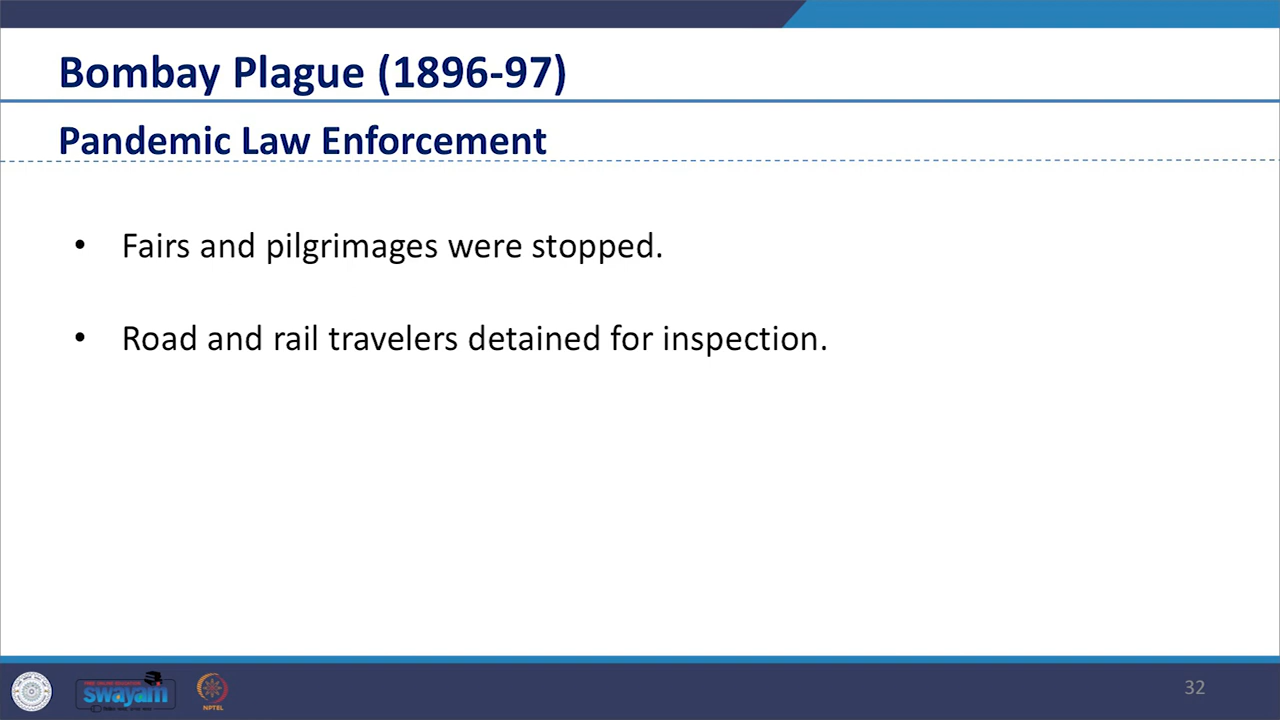 Bombay Plague (1896-97)
Pandemic Law Enforcement
• Fairs and pilgrimages were stopped.
• Road and rail travelers detained for inspection.
swayam
NPTEL
32